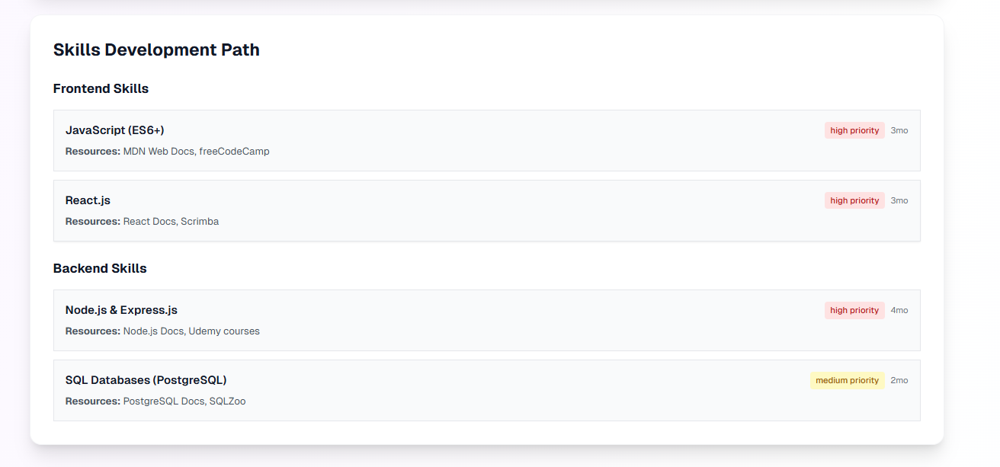 Skills Development Path
Frontend Skills
JavaScript (ES6+)
high priority 3mo
Resources: MDN Web Docs, freeCodeCamp
React.js
high priority 3mo
Resources: React Docs, Scrimba
Backend Skills
Node.js & Express.js
high priority 4mo
Resources: Node.js Docs, Udemy courses
SQL Databases (PostgreSQL)
medium priority 2mo
Resources: PostgreSQL Docs, SQLZoo